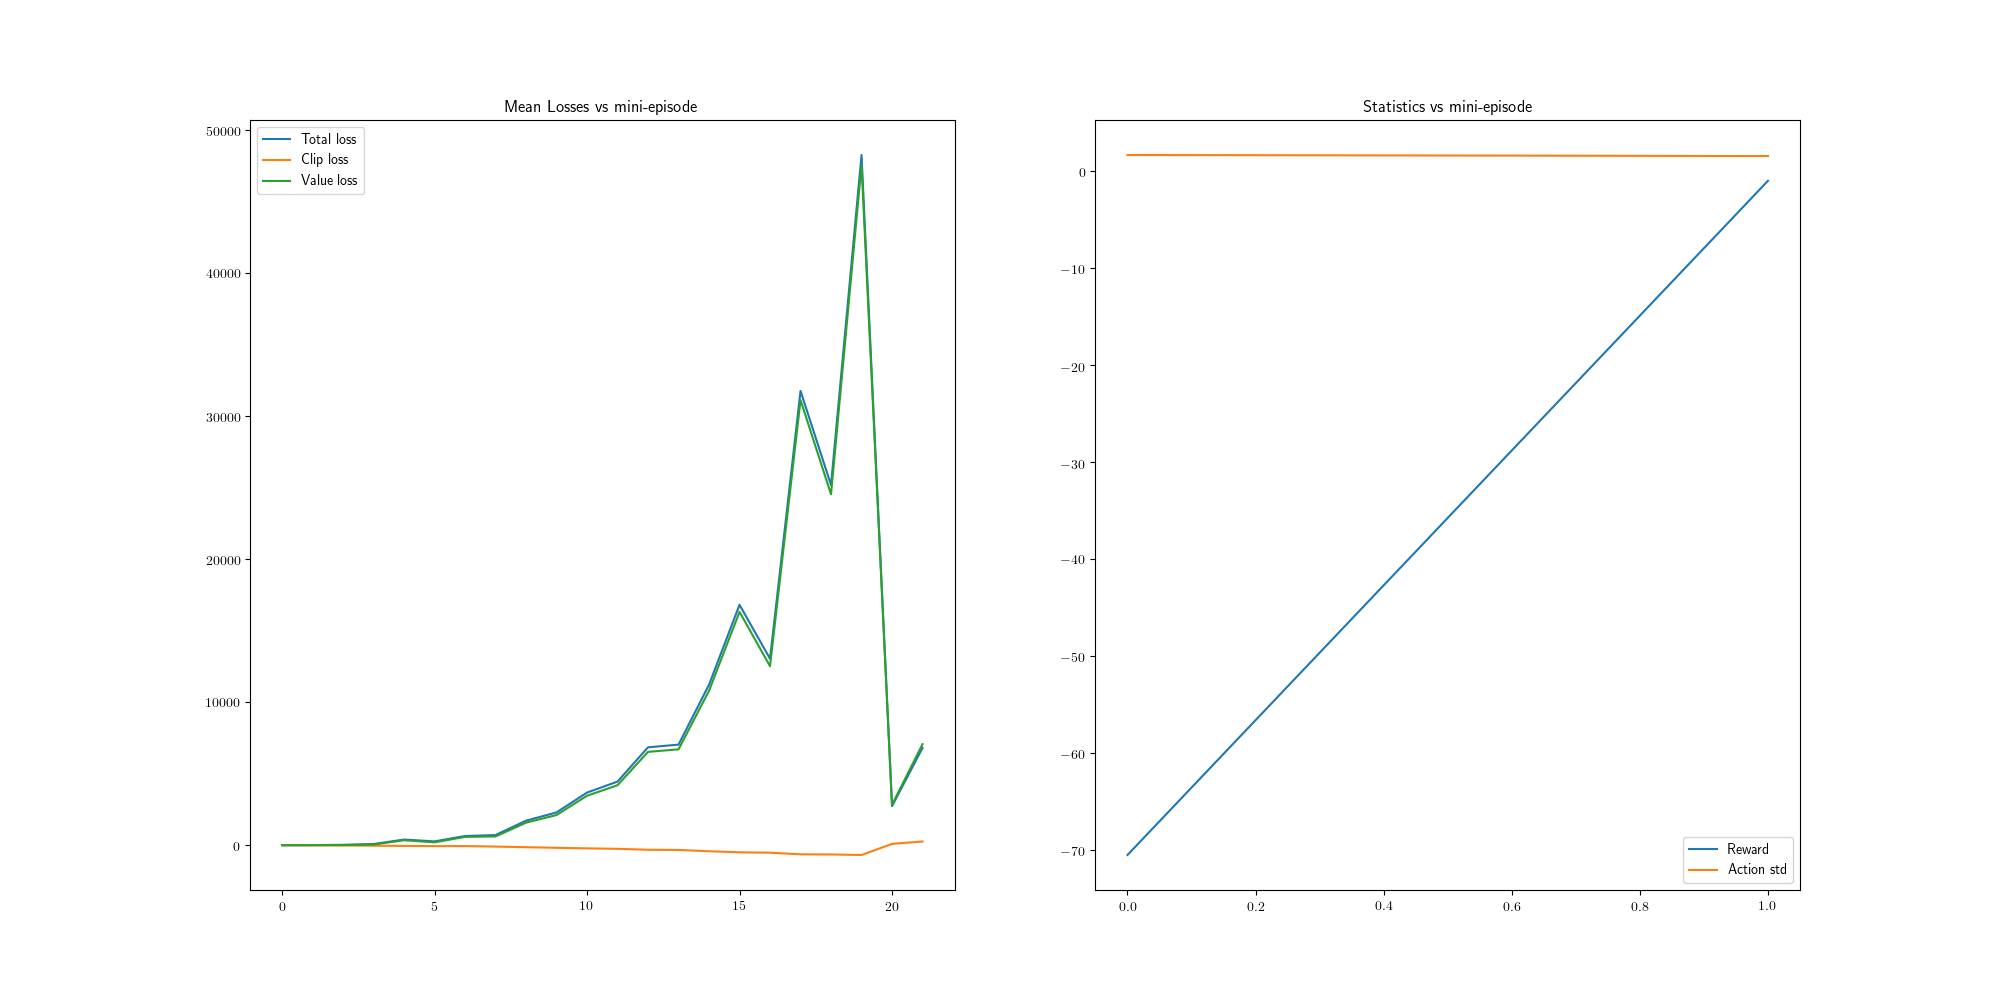 Mean Losses vs mini-episode
50000
40000
30000
20000
10000
0
Total loss
Clip loss
Value loss
0 5 10 15 20
Statistics vs mini-episode
0
−10
−20
−30
−40
−50
−60
−70
Reward
Action std
0.0 0.2 0.4 0.6 0.8 1.0